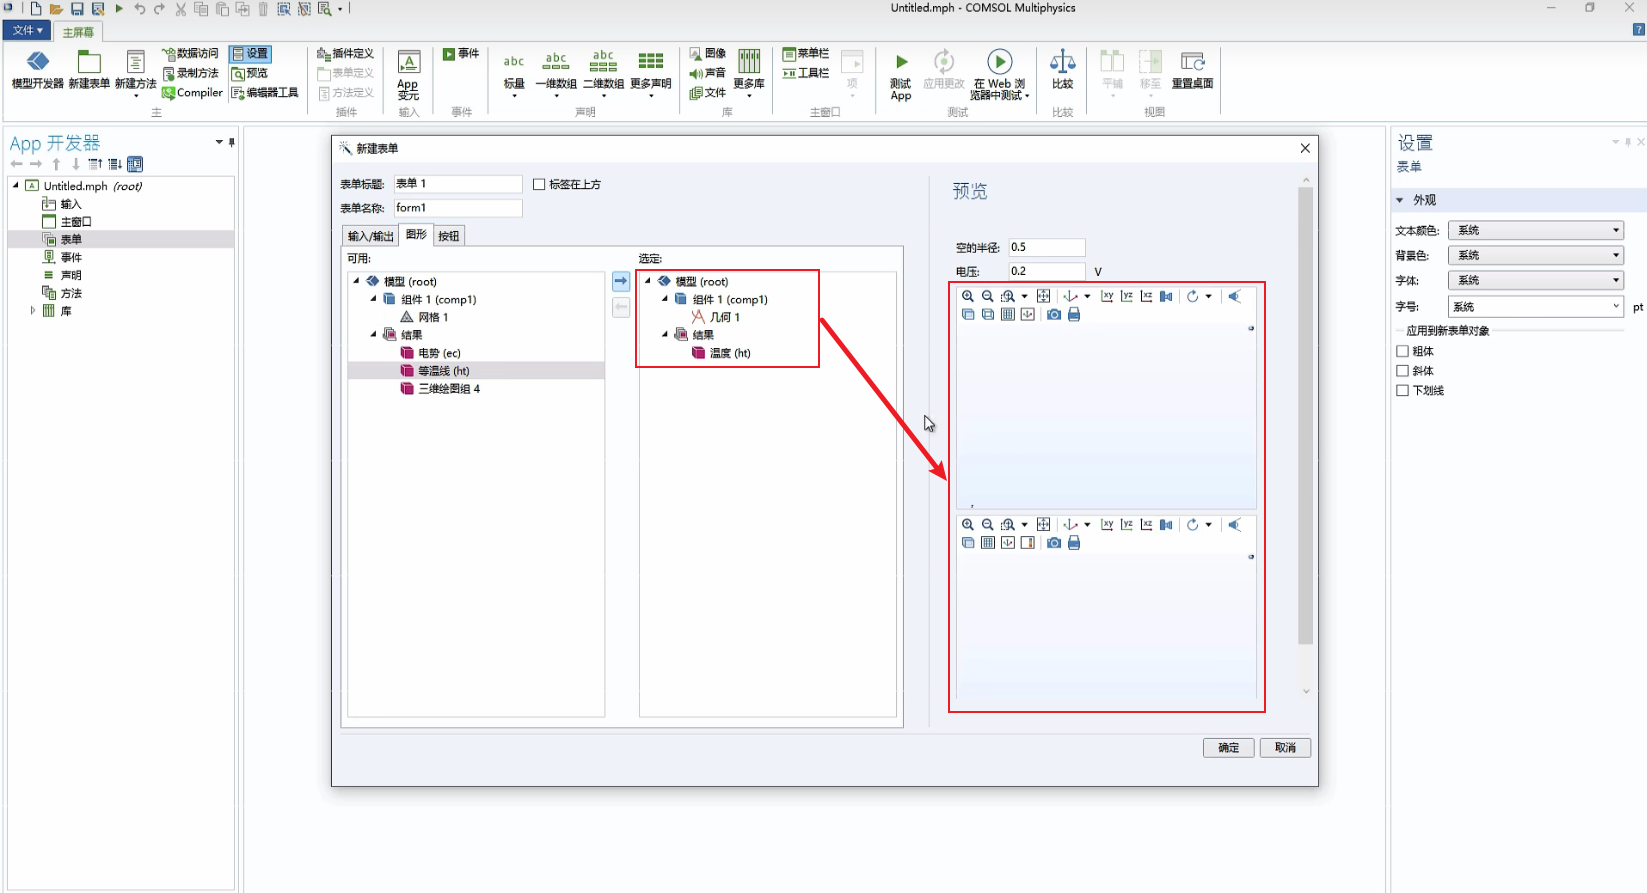 Untitled.mph - COMSOL Multiphysics
文件
主屏幕
模型开发器
新建表单
新建方法
数据访问
录制方法
Compiler
设置
预览
编辑器工具
主
插件定义
表单定义
方法定义
插件
App
变元
输入
事件
事件
abc
标量
abc
一维数组
abc
二维数组
更多声明
声明
图像
声音
文件
更多库
库
菜单栏
工具栏
项
主窗口
测试
App
应用更改
在 Web 浏
览器中测试
测试
比较
比较
平铺
移至
重置桌面
视图
App 开发器
Untitled.mph (root)
输入
主窗口
表单
事件
声明
方法
库
新建表单
表单标题: 表单 1
标签在上方
表单名称: form1
输入/输出
图形
按钮
可用:
模型 (root)
组件 1 (comp1)
网格 1
结果
电势 (ec)
等温线 (ht)
三维绘图组 4
选定:
模型 (root)
组件 1 (comp1)
几何 1
结果
温度 (ht)
预览
空的半径: 0.5
电压: 0.2 V
xy yz xz
xy yz xz
确定
取消
设置
表单
外观
文本颜色: 系统
背景色: 系统
字体: 系统
字号: 系统 pt
应用到新表单对象
粗体
斜体
下划线